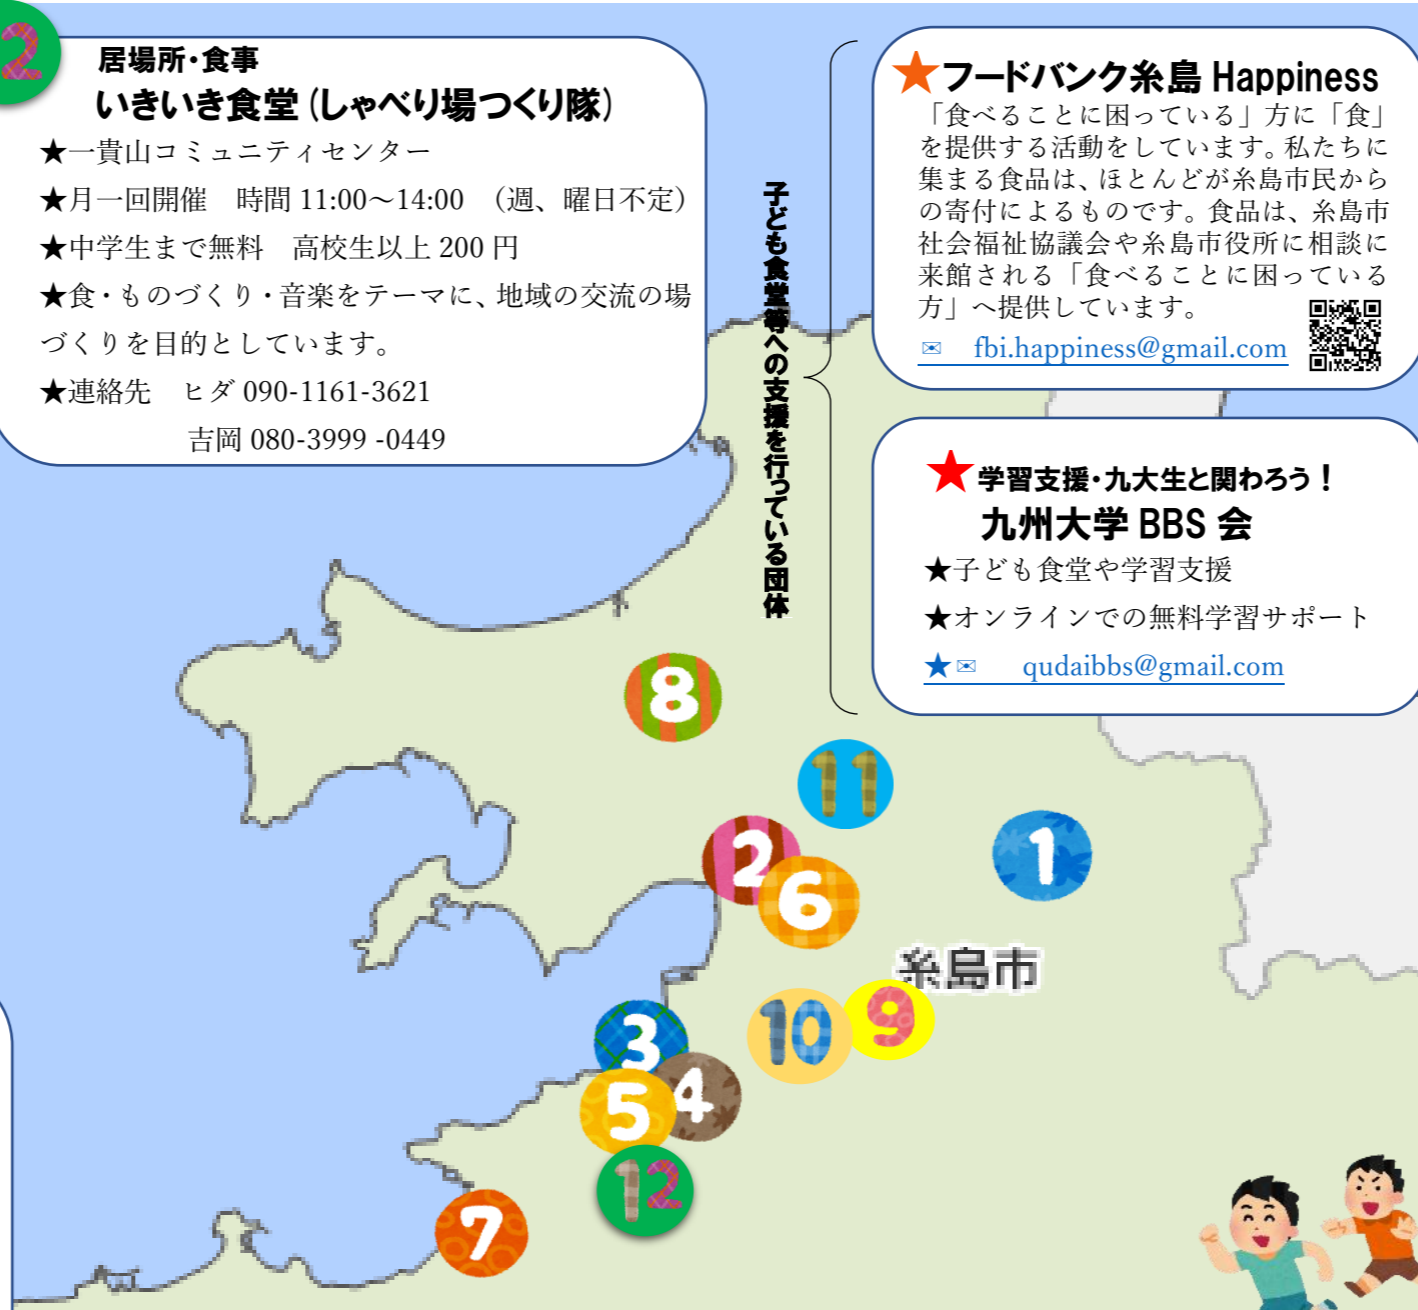 2
居場所・食事
いきいき食堂(しゃべり場つくり隊)
★一貴山コミュニティセンター
★月一回開催 時間 11:00～14:00 (週、曜日不定)
★中学生まで無料 高校生以上 200 円
★食・ものづくり・音楽をテーマに、地域の交流の場
づくりを目的としています。
★連絡先 ヒダ 090-1161-3621
吉岡 080-3999 -0449
子ども食堂等への支援を行っている団体
★フードバンク糸島 Happiness
「食べることに困っている」方に「食」
を提供する活動をしています。私たちに
集まる食品は、ほとんどが糸島市民から
の寄付によるものです。食品は、糸島市
社会福祉協議会や糸島市役所に相談に
来館される「食べることに困っている
方」へ提供しています。
✉ fbi.happiness@gmail.com
★学習支援・九大生と関わろう！
九州大学 BBS 会
★子ども食堂や学習支援
★オンラインでの無料学習サポート
★✉ qudaibbs@gmail.com
8
11
2
6
1
糸島市
3
10
9
5
4
12
7